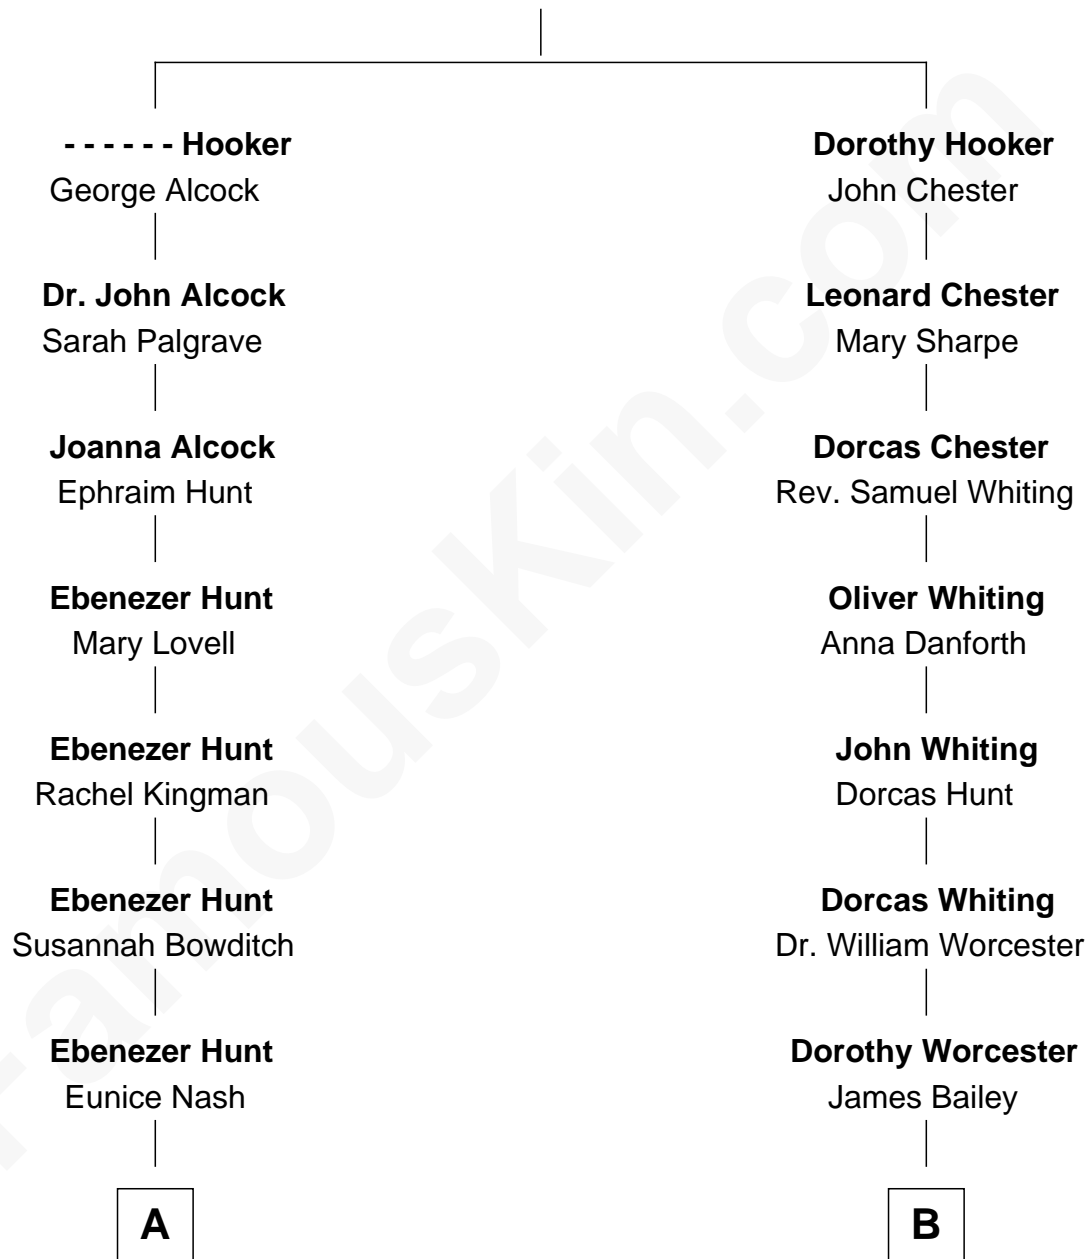 - - - - - - Hooker
George Alcock
Dr. John Alcock
Sarah Palgrave
Joanna Alcock
Ephraim Hunt
Ebenezer Hunt
Mary Lovell
Ebenezer Hunt
Rachel Kingman
Ebenezer Hunt
Susannah Bowditch
Ebenezer Hunt
Eunice Nash
A
Dorothy Hooker
John Chester
Leonard Chester
Mary Sharpe
Dorcas Chester
Rev. Samuel Whiting
Oliver Whiting
Anna Danforth
John Whiting
Dorcas Hunt
Dorcas Whiting
Dr. William Worcester
Dorothy Worcester
James Bailey
B
FamousKin.com